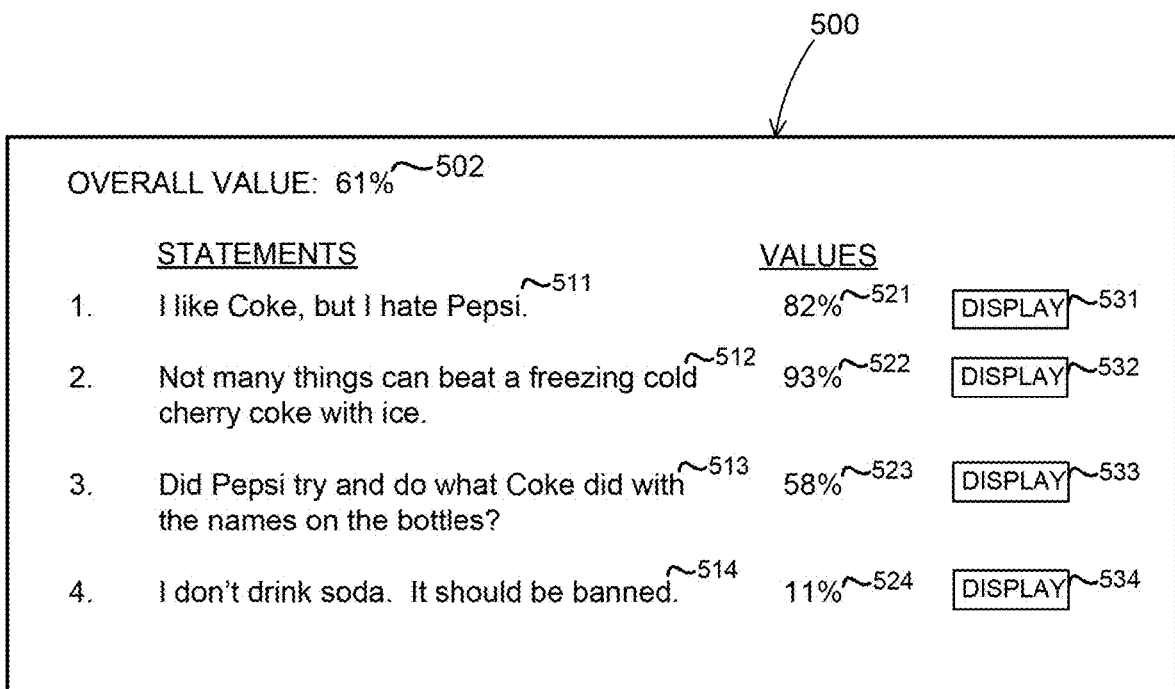 500
OVERALL VALUE: 61% 502
STATEMENTS VALUES
1. I like Coke, but I hate Pepsi. 511 82% 521 DISPLAY 531
2. Not many things can beat a freezing cold 512 93% 522 DISPLAY 532
cherry coke with ice.
3. Did Pepsi try and do what Coke did with 513 58% 523 DISPLAY 533
the names on the bottles?
4. I don't drink soda. It should be banned. 514 11% 524 DISPLAY 534